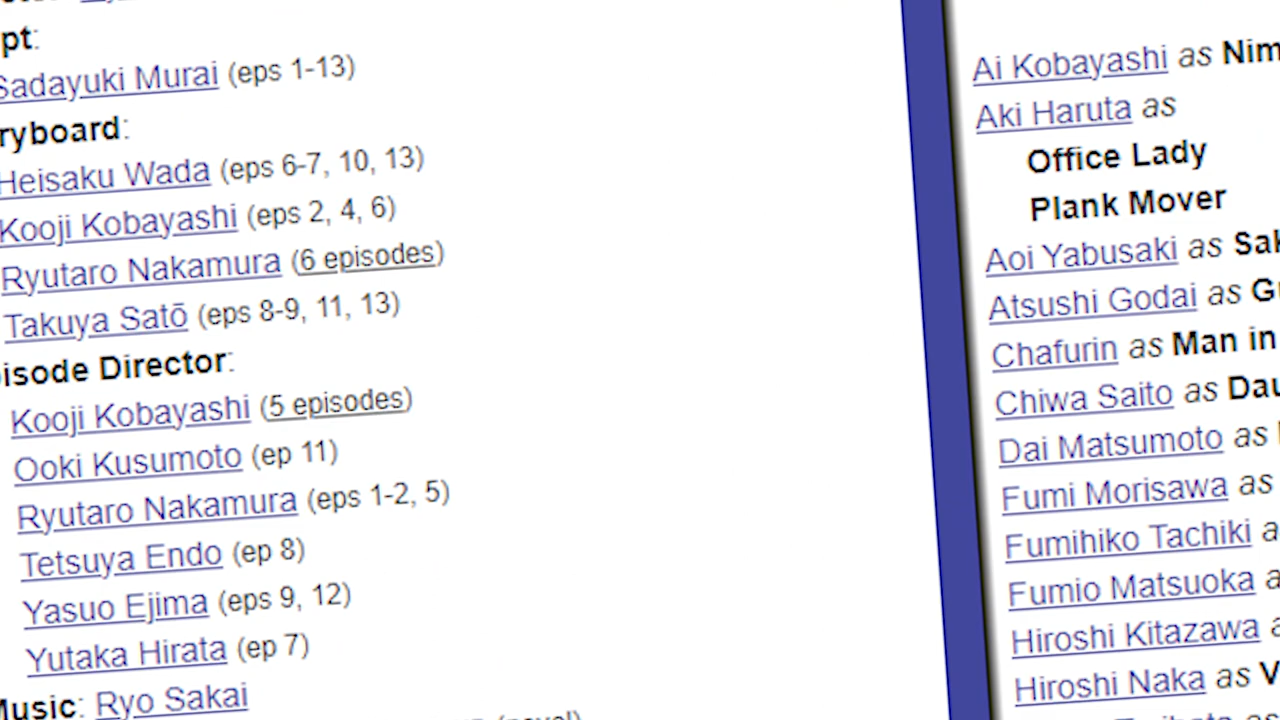 pt:
Sadayuki Murai (eps 1-13)
ryboard:
Heisaku Wada (eps 6-7, 10, 13)
Kooji Kobayashi (eps 2, 4, 6)
Ryutaro Nakamura (6 episodes)
Takuya Satō (eps 8-9, 11, 13)
isode Director:
Kooji Kobayashi (5 episodes)
Ooki Kusumoto (ep 11)
Ryutaro Nakamura (eps 1-2, 5)
Tetsuya Endo (ep 8)
Yasuo Ejima (eps 9, 12)
Yutaka Hirata (ep 7)
Music: Ryo Sakai
Ai Kobayashi as Nim
Aki Haruta as
Office Lady
Plank Mover
Aoi Yabusaki as Sak
Atsushi Godai as G
Chafurin as Man in
Chiwa Saito as Dau
Dai Matsumoto as
Fumi Morisawa as
Fumihiko Tachiki a
Fumio Matsuoka a
Hiroshi Kitazawa a
Hiroshi Naka as V